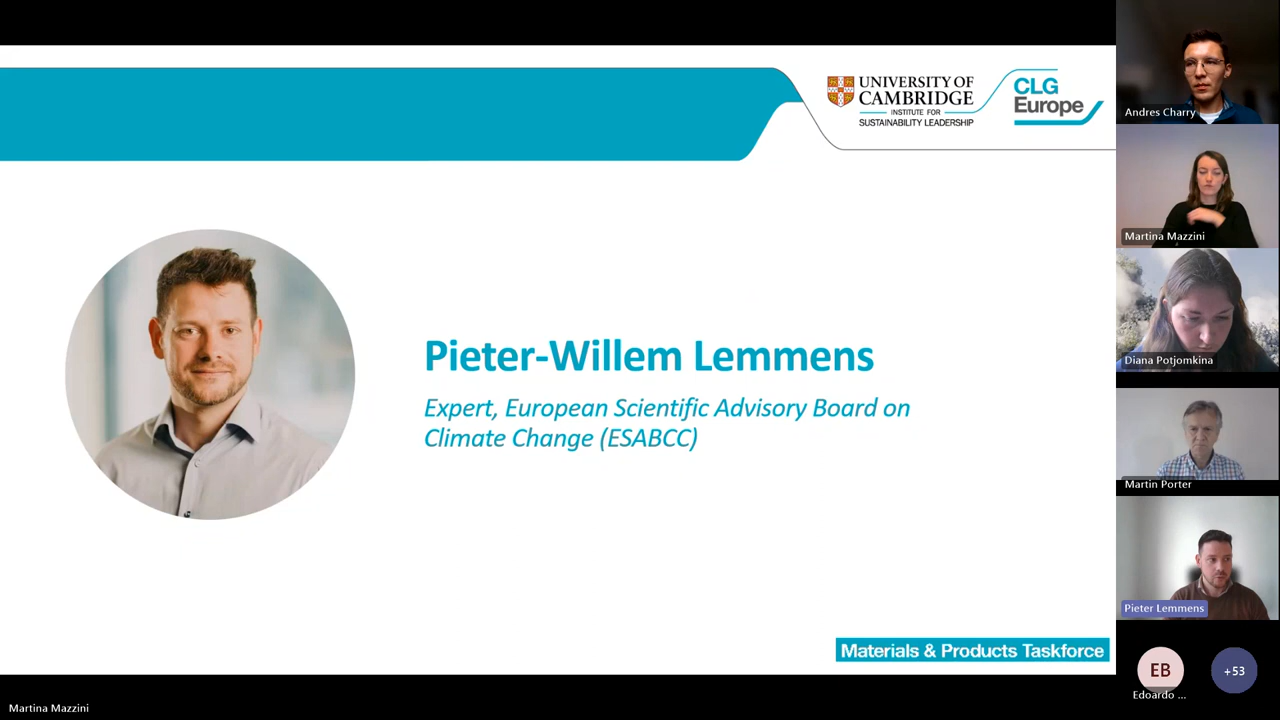 UNIVERSITY OF
CAMBRIDGE
INSTITUTE FOR
SUSTAINABILITY LEADERSHIP
CLG
Europe
Pieter-Willem Lemmens
Expert, European Scientific Advisory Board on
Climate Change (ESABCC)
Materials & Products Taskforce
Martina Mazzini
Andres Charry
Martina Mazzini
Diana Potjomkina
Martin Porter
Pieter Lemmens
EB
Edoardo ...
+53